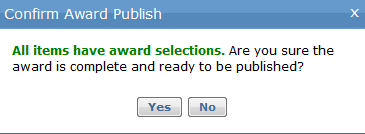 Confirm Award Publish x
All items have award selections. Are you sure the
award is complete and ready to be published?
Yes No